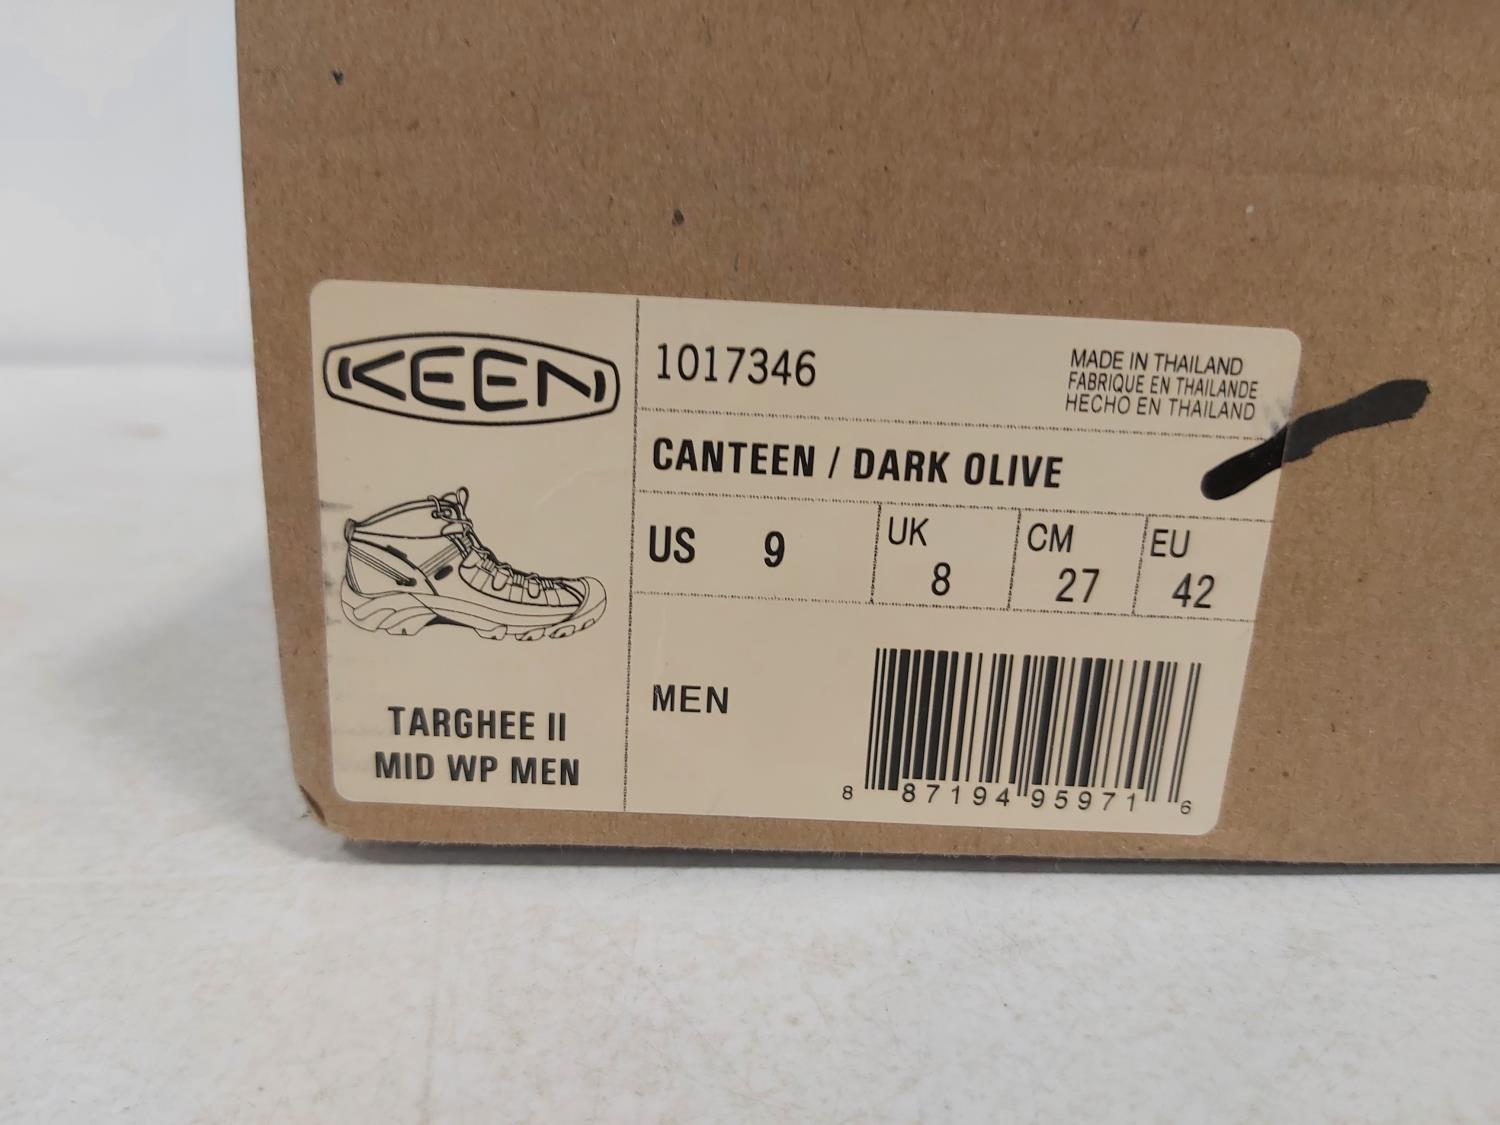 KEEN
1017346
MADE IN THAILAND
FABRIQUE EN THAILANDE
HECHO EN THAILAND
CANTEEN / DARK OLIVE
US 9
UK 8
CM 27
EU 42
MEN
TARGHEE II
MID WP MEN
8 87194 95971 6